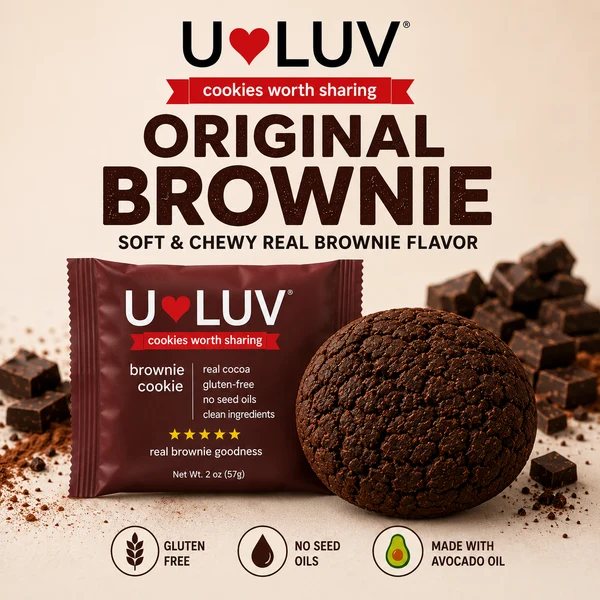 U♥LUV®
cookies worth sharing
ORIGINAL
BROWNIE
SOFT & CHEWY REAL BROWNIE FLAVOR
U♥LUV®
cookies worth sharing
brownie
cookie
real cocoa
gluten-free
no seed oils
clean ingredients
real brownie goodness
Net Wt. 2 oz (57g)
GLUTEN
FREE
NO SEED
OILS
MADE WITH
AVOCADO OIL